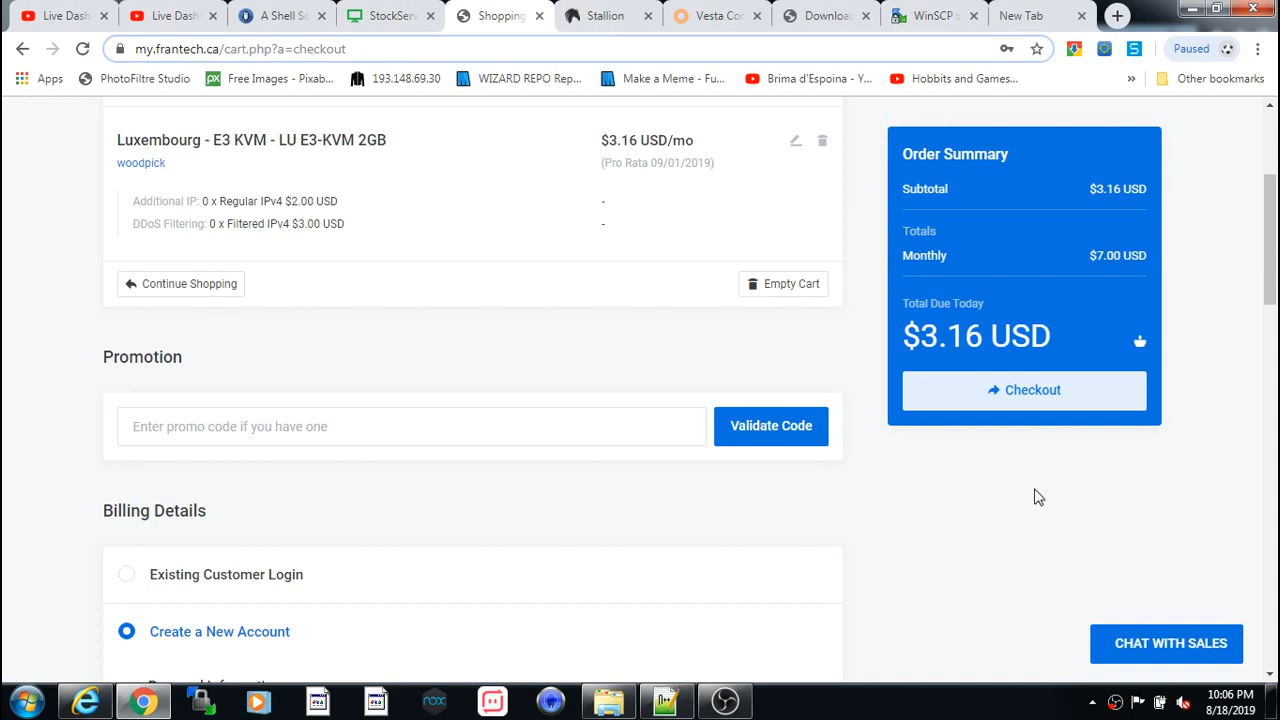 Live Dash
Live Dash
A Shell Sc
StockServ
Shopping
Stallion
Vesta Co
Downloa
WinSCP
New Tab
my.frantech.ca/cart.php?a=checkout
Paused
Apps
PhotoFiltre Studio
Free Images - Pixab...
193.148.69.30
WIZARD REPO Rep...
Make a Meme - Fu...
Brima d'Espoina - Y...
Hobbits and Games...
»
Other bookmarks
Luxembourg - E3 KVM - LU E3-KVM 2GB
$3.16 USD/mo
woodpick
(Pro Rata 09/01/2019)
Additional IP: 0 x Regular IPv4 $2.00 USD
-
DDoS Filtering: 0 x Filtered IPv4 $3.00 USD
-
Continue Shopping
Empty Cart
Order Summary
Subtotal $3.16 USD
Totals
Monthly $7.00 USD
Total Due Today
$3.16 USD
Checkout
Promotion
Enter promo code if you have one
Validate Code
Billing Details
Existing Customer Login
Create a New Account
CHAT WITH SALES
nox
10:06 PM
8/18/2019